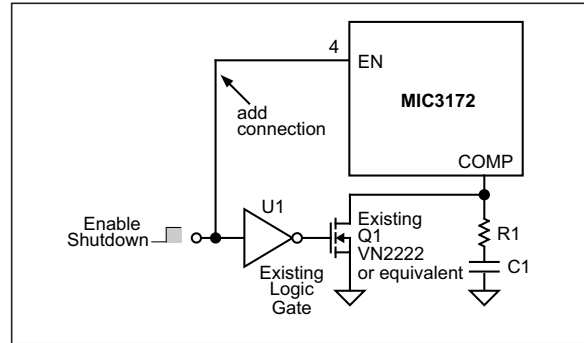 4
EN
MIC3172
add
connection
COMP
U1
Enable
Shutdown
Existing
Q1
VN2222
or equivalent
R1
C1
Existing
Logic
Gate